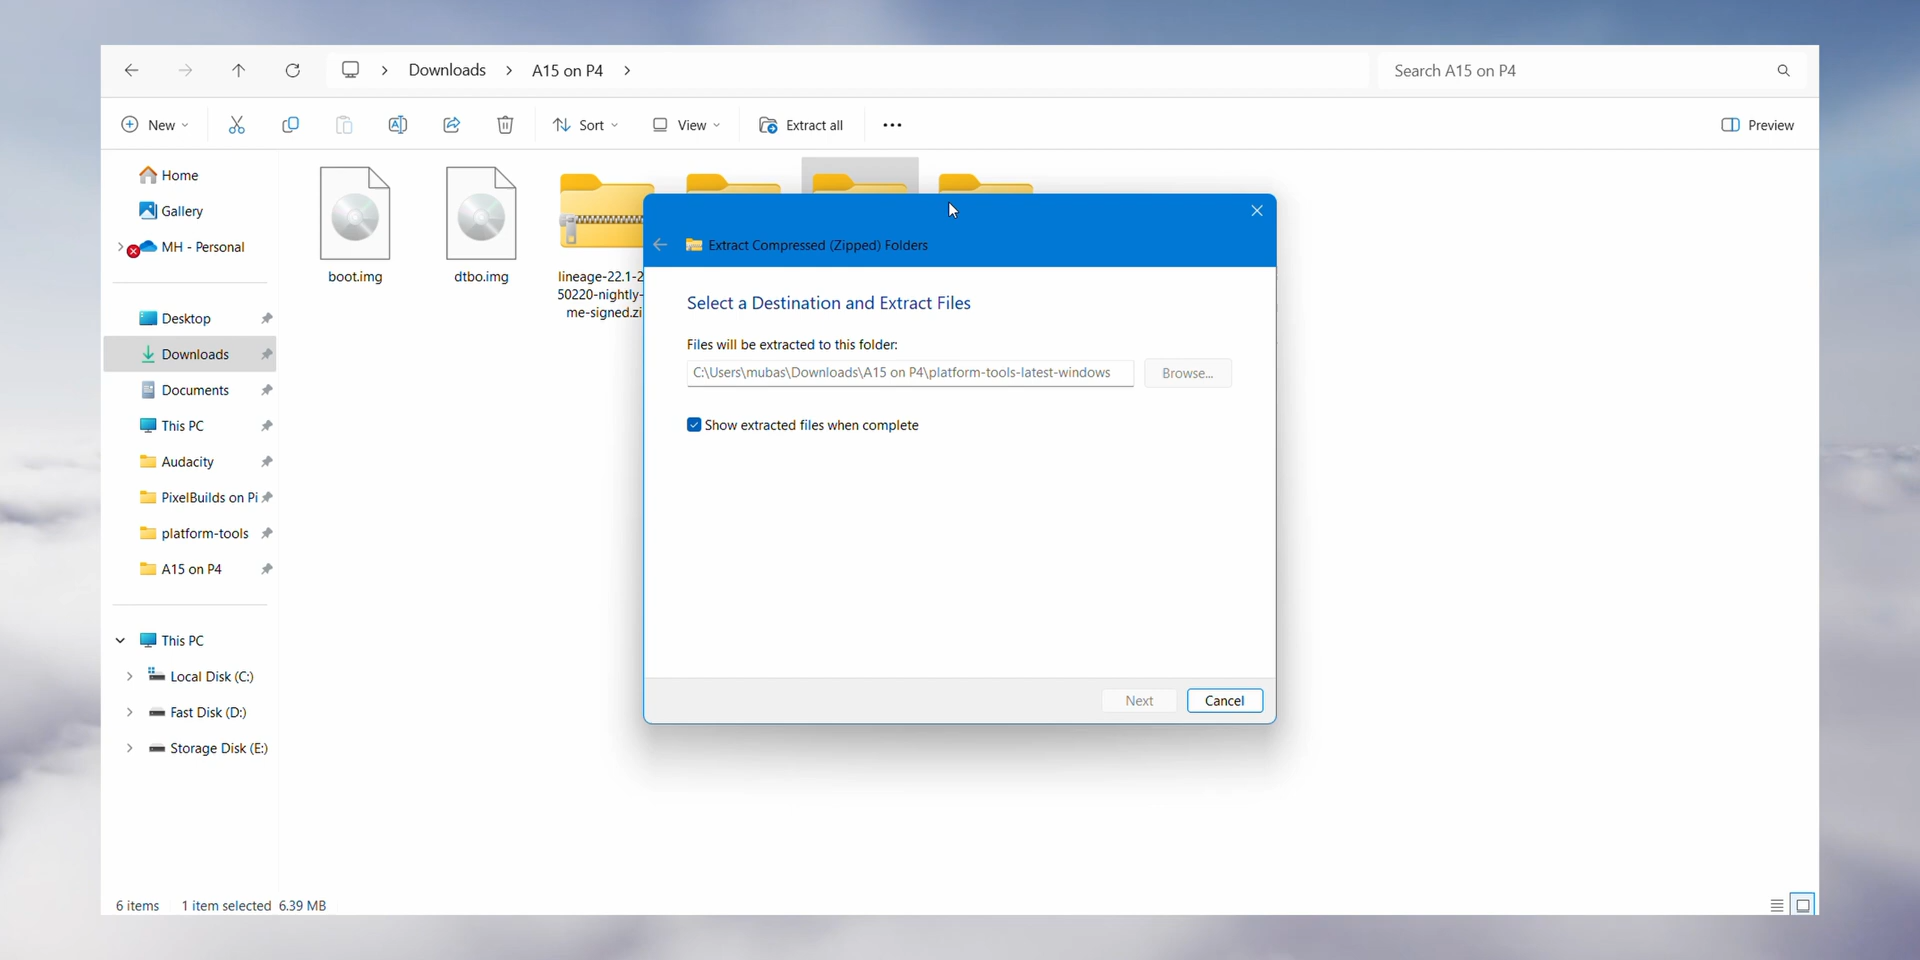 Downloads
A15 on P4
Search A15 on P4
New
Sort
View
Extract all
Preview
Home
Gallery
MH - Personal
Desktop
Downloads
Documents
This PC
Audacity
PixelBuilds on Pi
platform-tools
A15 on P4
This PC
Local Disk (C:)
Fast Disk (D:)
Storage Disk (E:)
boot.img
dtbo.img
lineage-22.1-2
50220-nightly-
me-signed.zi
Extract Compressed (Zipped) Folders
Select a Destination and Extract Files
Files will be extracted to this folder:
C:\Users\mubas\Downloads\A15 on P4\platform-tools-latest-windows
Browse...
Show extracted files when complete
Next
Cancel
6 items
1 item selected 6.39 MB